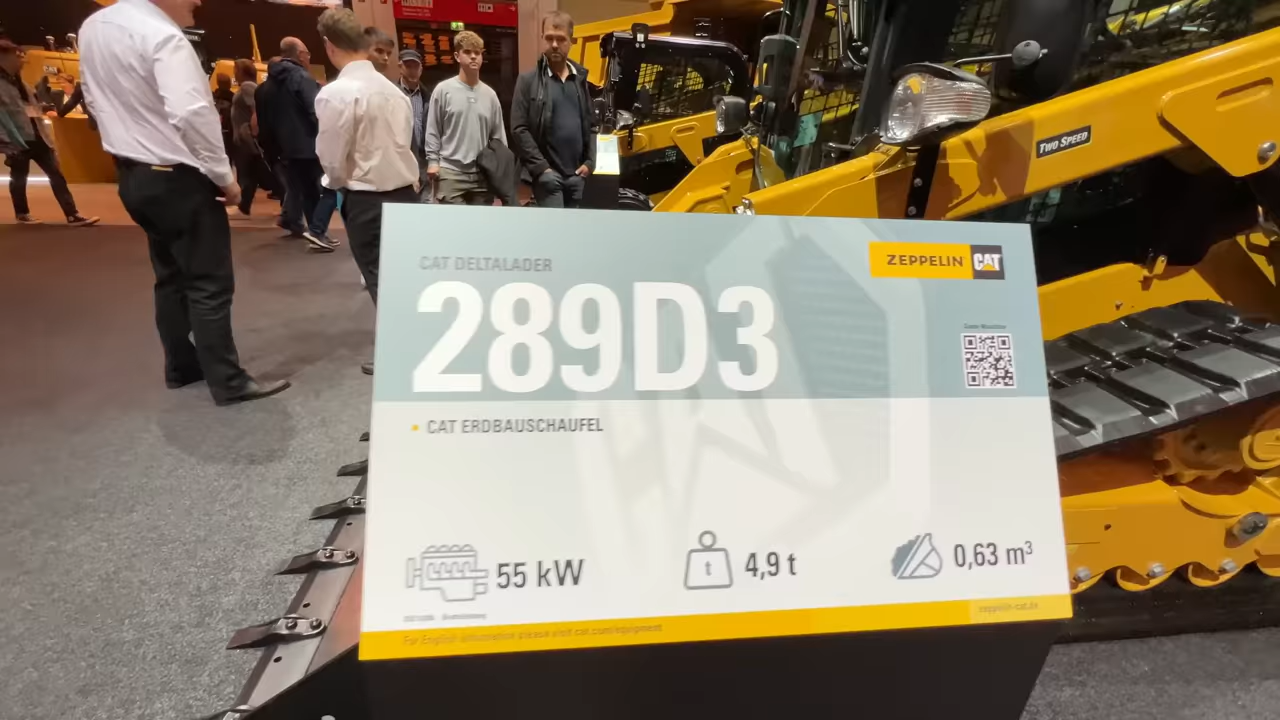 TWO SPEED
CAT DELTALADER
ZEPPELIN CAT
289D3
• CAT ERDBAUSCHAUFEL
55 kW
4,9 t
0,63 m³
t
zeppelin-cat.de
For English information please visit cat.com/equipment